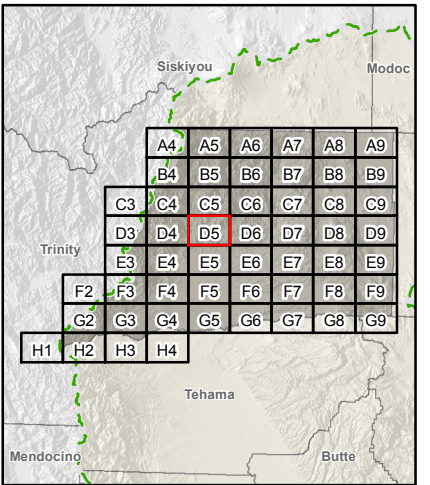 Siskiyou
Modoc
A4 A5 A6 A7 A8 A9
B4 B5 B6 B7 B8 B9
C3 C4 C5 C6 C7 C8 C9
D3 D4 D5 D6 D7 D8 D9
Trinity
E3 E4 E5 E6 E7 E8 E9
F2 F3 F4 F5 F6 F7 F8 F9
G2 G3 G4 G5 G6 G7 G8 G9
H1 H2 H3 H4
Tehama
Mendocino
Butte